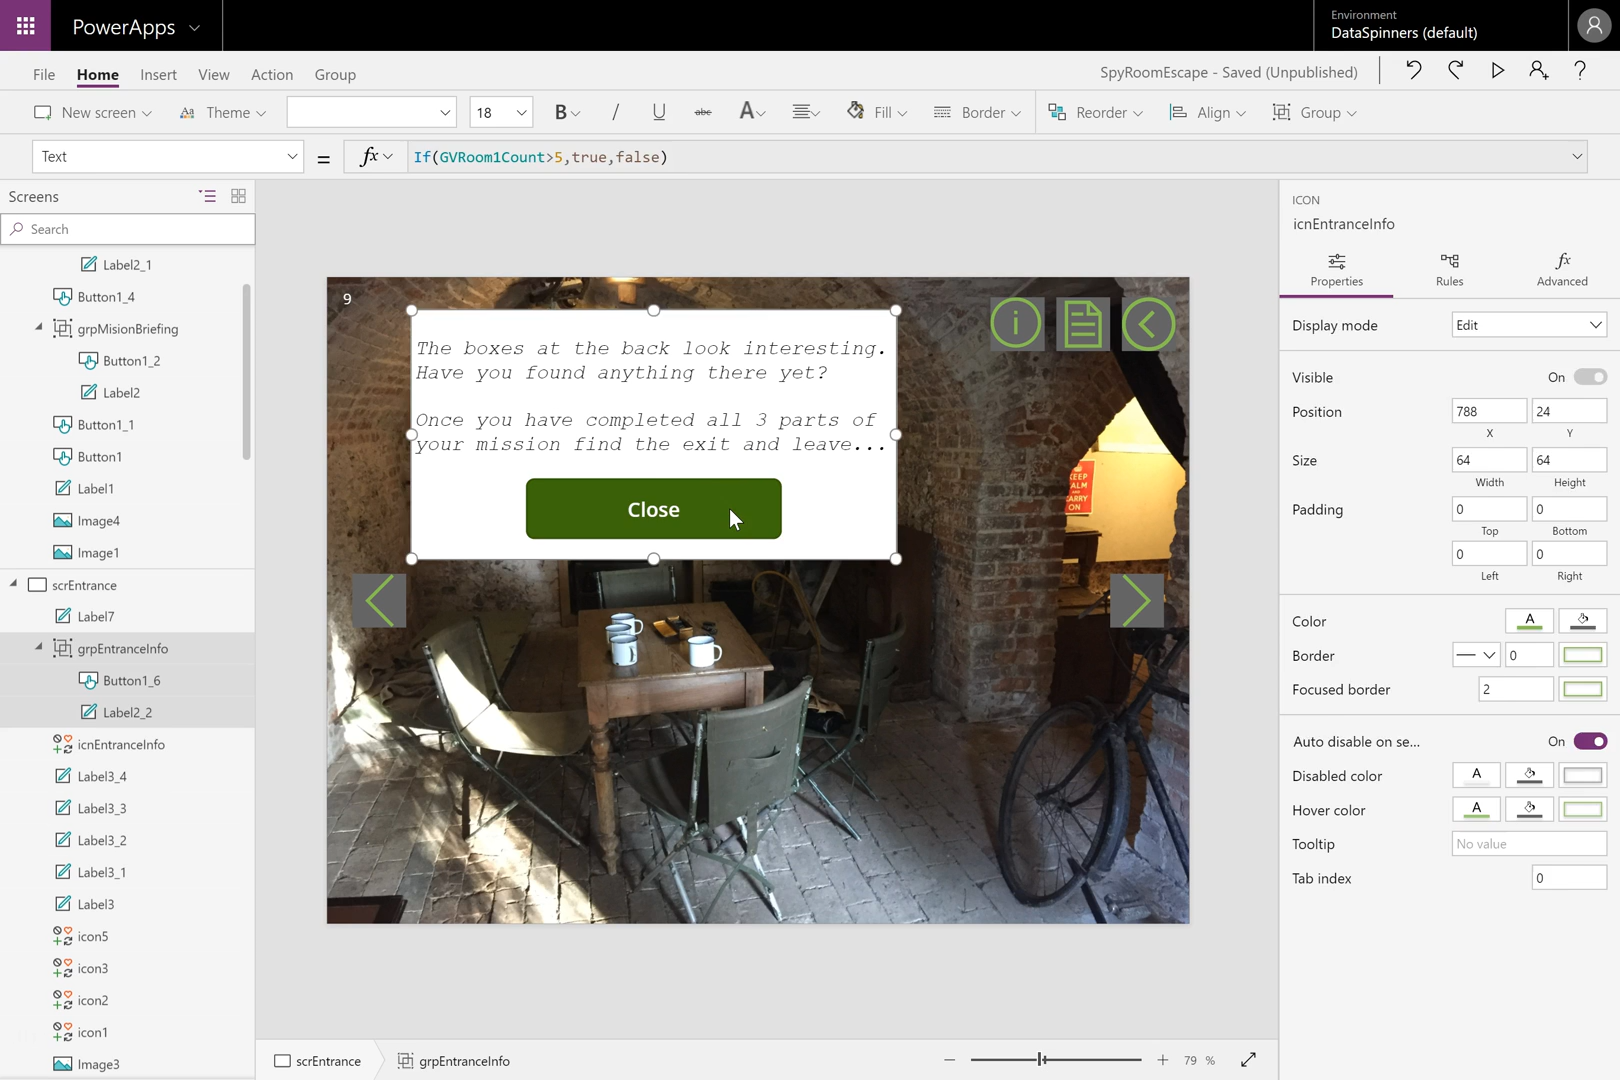 PowerApps
Environment
DataSpinners (default)
File Home Insert View Action Group
SpyRoomEscape - Saved (Unpublished)
New screen
Theme
18
B
/
U
abc
A
Fill
Border
Reorder
Align
Group
Text
=
fx
If(GVRoom1Count>5,true,false)
Screens
Search
Label2_1
Button1_4
grpMisionBriefing
Button1_2
Label2
Button1_1
Button1
Label1
Image4
Image1
scrEntrance
Label7
grpEntranceInfo
Button1_6
Label2_2
icnEntranceInfo
Label3_4
Label3_3
Label3_2
Label3_1
Label3
icon5
icon3
icon2
icon1
Image3
9
The boxes at the back look interesting.
Have you found anything there yet?
Once you have completed all 3 parts of
your mission find the exit and leave...
Close
KEEP
CALM
AND
CARRY
ON
scrEntrance
grpEntranceInfo
79 %
ICON
icnEntranceInfo
Properties
Rules
Advanced
Display mode
Edit
Visible
On
Position
788
24
X
Y
Size
64
64
Width
Height
Padding
0
0
Top
Bottom
0
0
Left
Right
Color
A
Border
0
Focused border
2
Auto disable on se...
On
Disabled color
A
Hover color
A
Tooltip
No value
Tab index
0